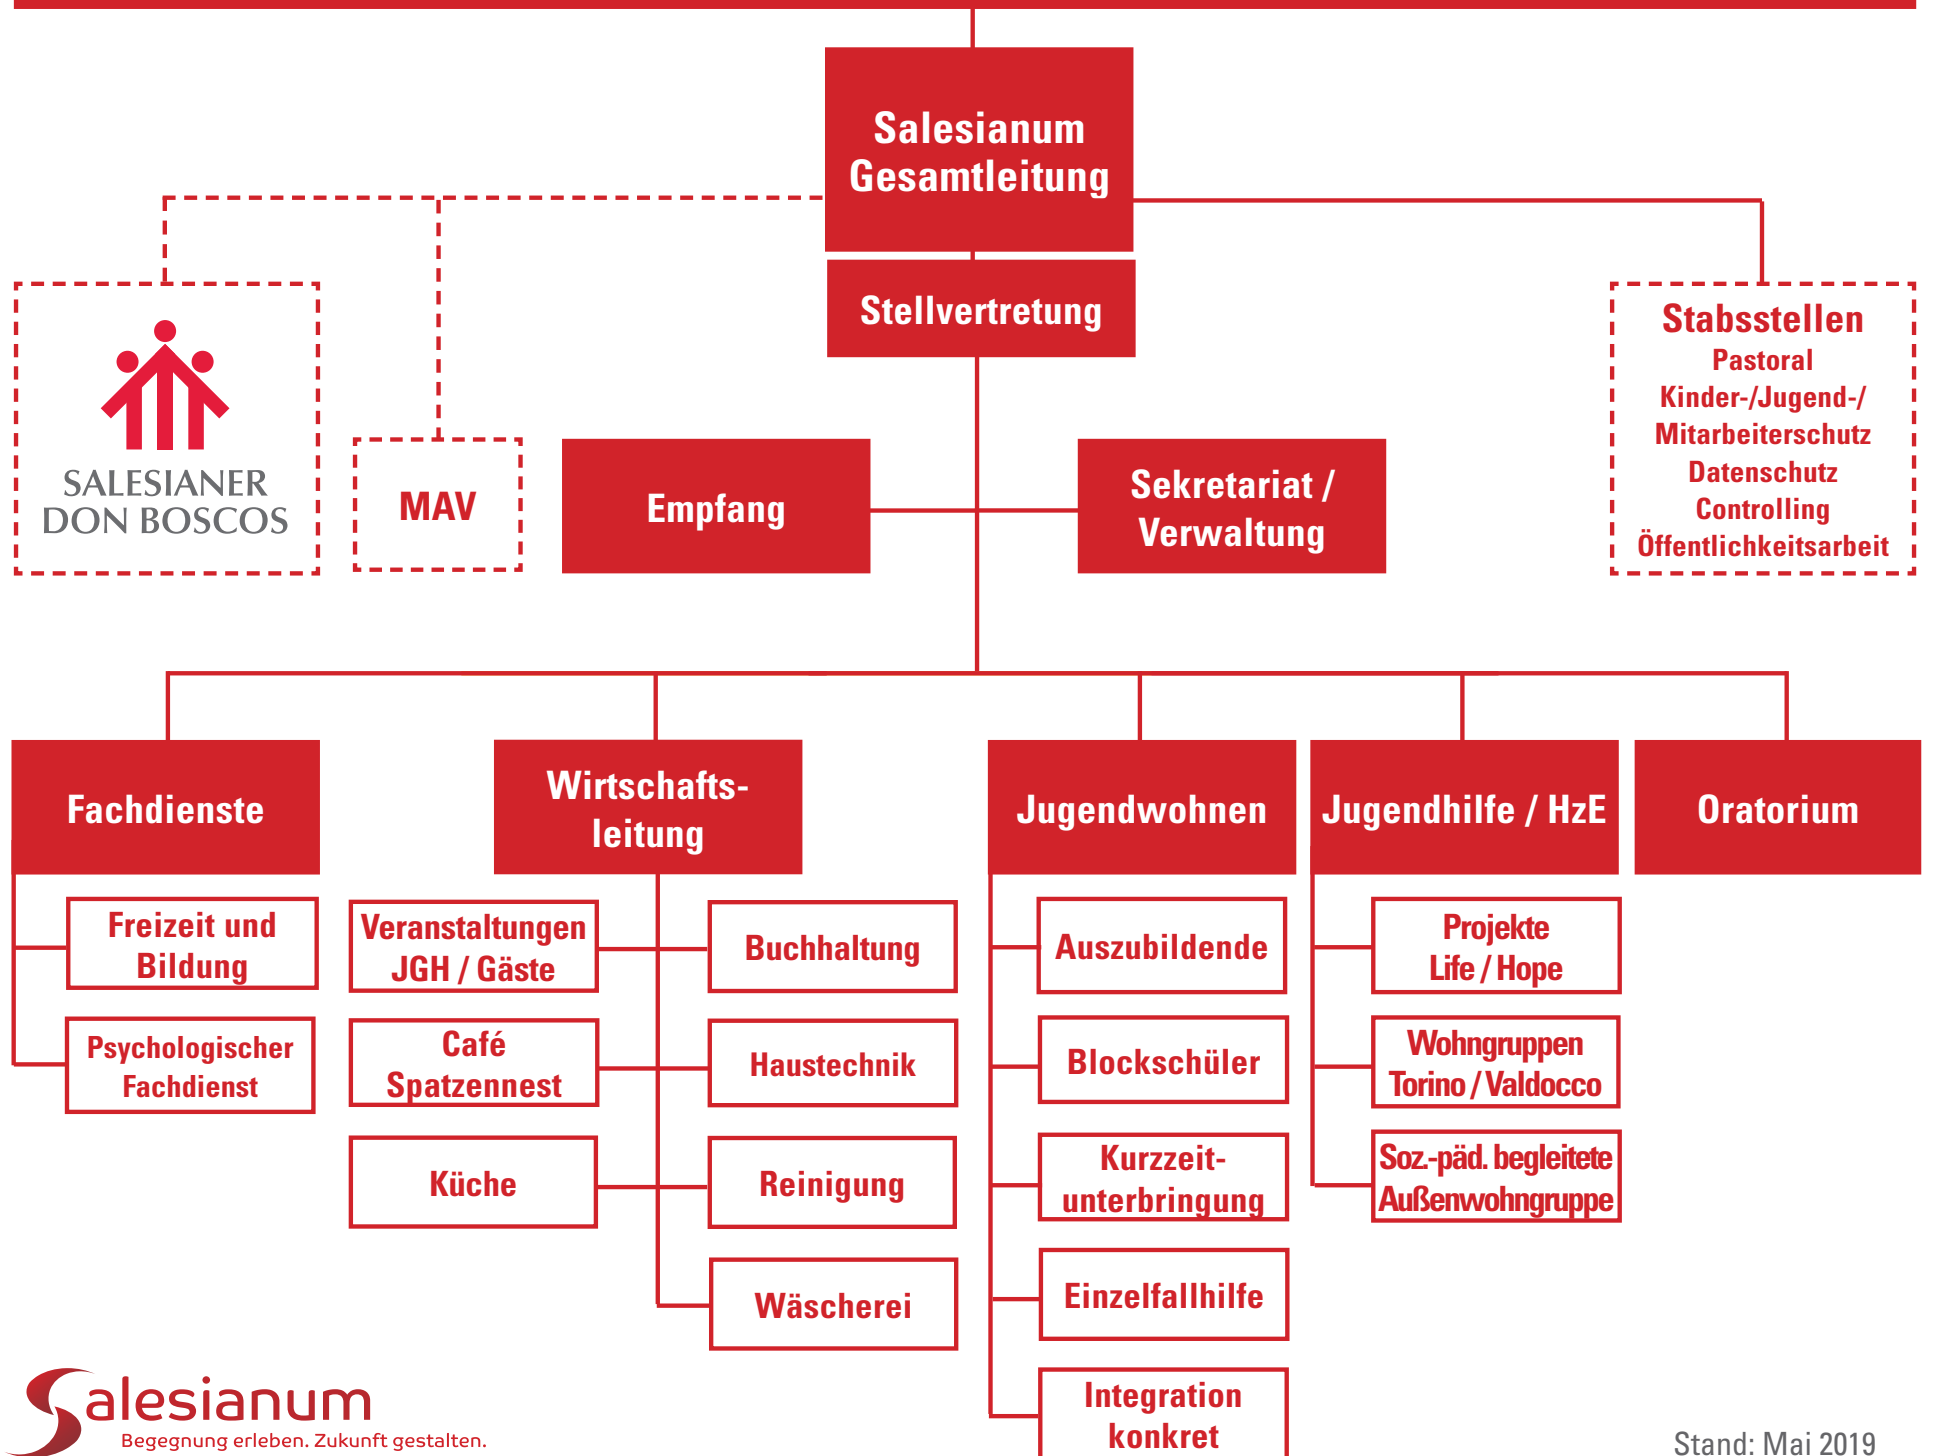 Salesianum
Gesamtleitung
Stellvertretung
SALESIANER
DON BOSCOS
MAV
Empfang
Sekretariat /
Verwaltung
Stabsstellen
Pastoral
Kinder-/Jugend-/
Mitarbeiterschutz
Datenschutz
Controlling
Öffentlichkeitsarbeit
Fachdienste
Freizeit und
Bildung
Psychologischer
Fachdienst
Wirtschafts-
leitung
Veranstaltungen
JGH / Gäste
Café
Spatzennest
Küche
Buchhaltung
Haustechnik
Reinigung
Wäscherei
Jugendwohnen
Auszubildende
Blockschüler
Kurzzeit-
unterbringung
Einzelfallhilfe
Integration
konkret
Jugendhilfe / HzE
Projekte
Life / Hope
Wohngruppen
Torino / Valdocco
Soz.-päd. begleitete
Außenwohngruppe
Oratorium
Salesianum
Begegnung erleben. Zukunft gestalten.
Stand: Mai 2019